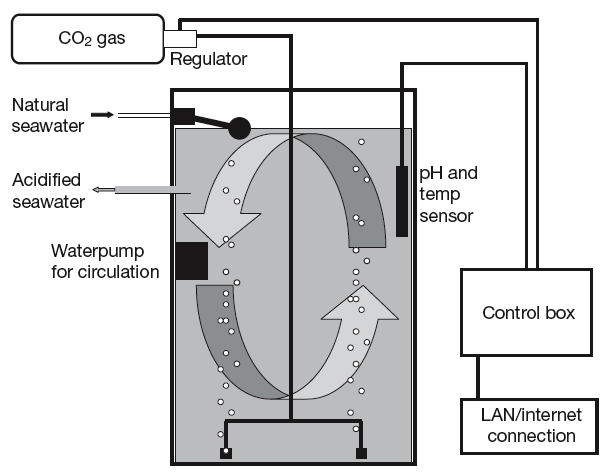 CO₂ gas
Regulator
Natural
seawater
Acidified
seawater
pH and
temp
sensor
Waterpump
for circulation
Control box
LAN/internet
connection